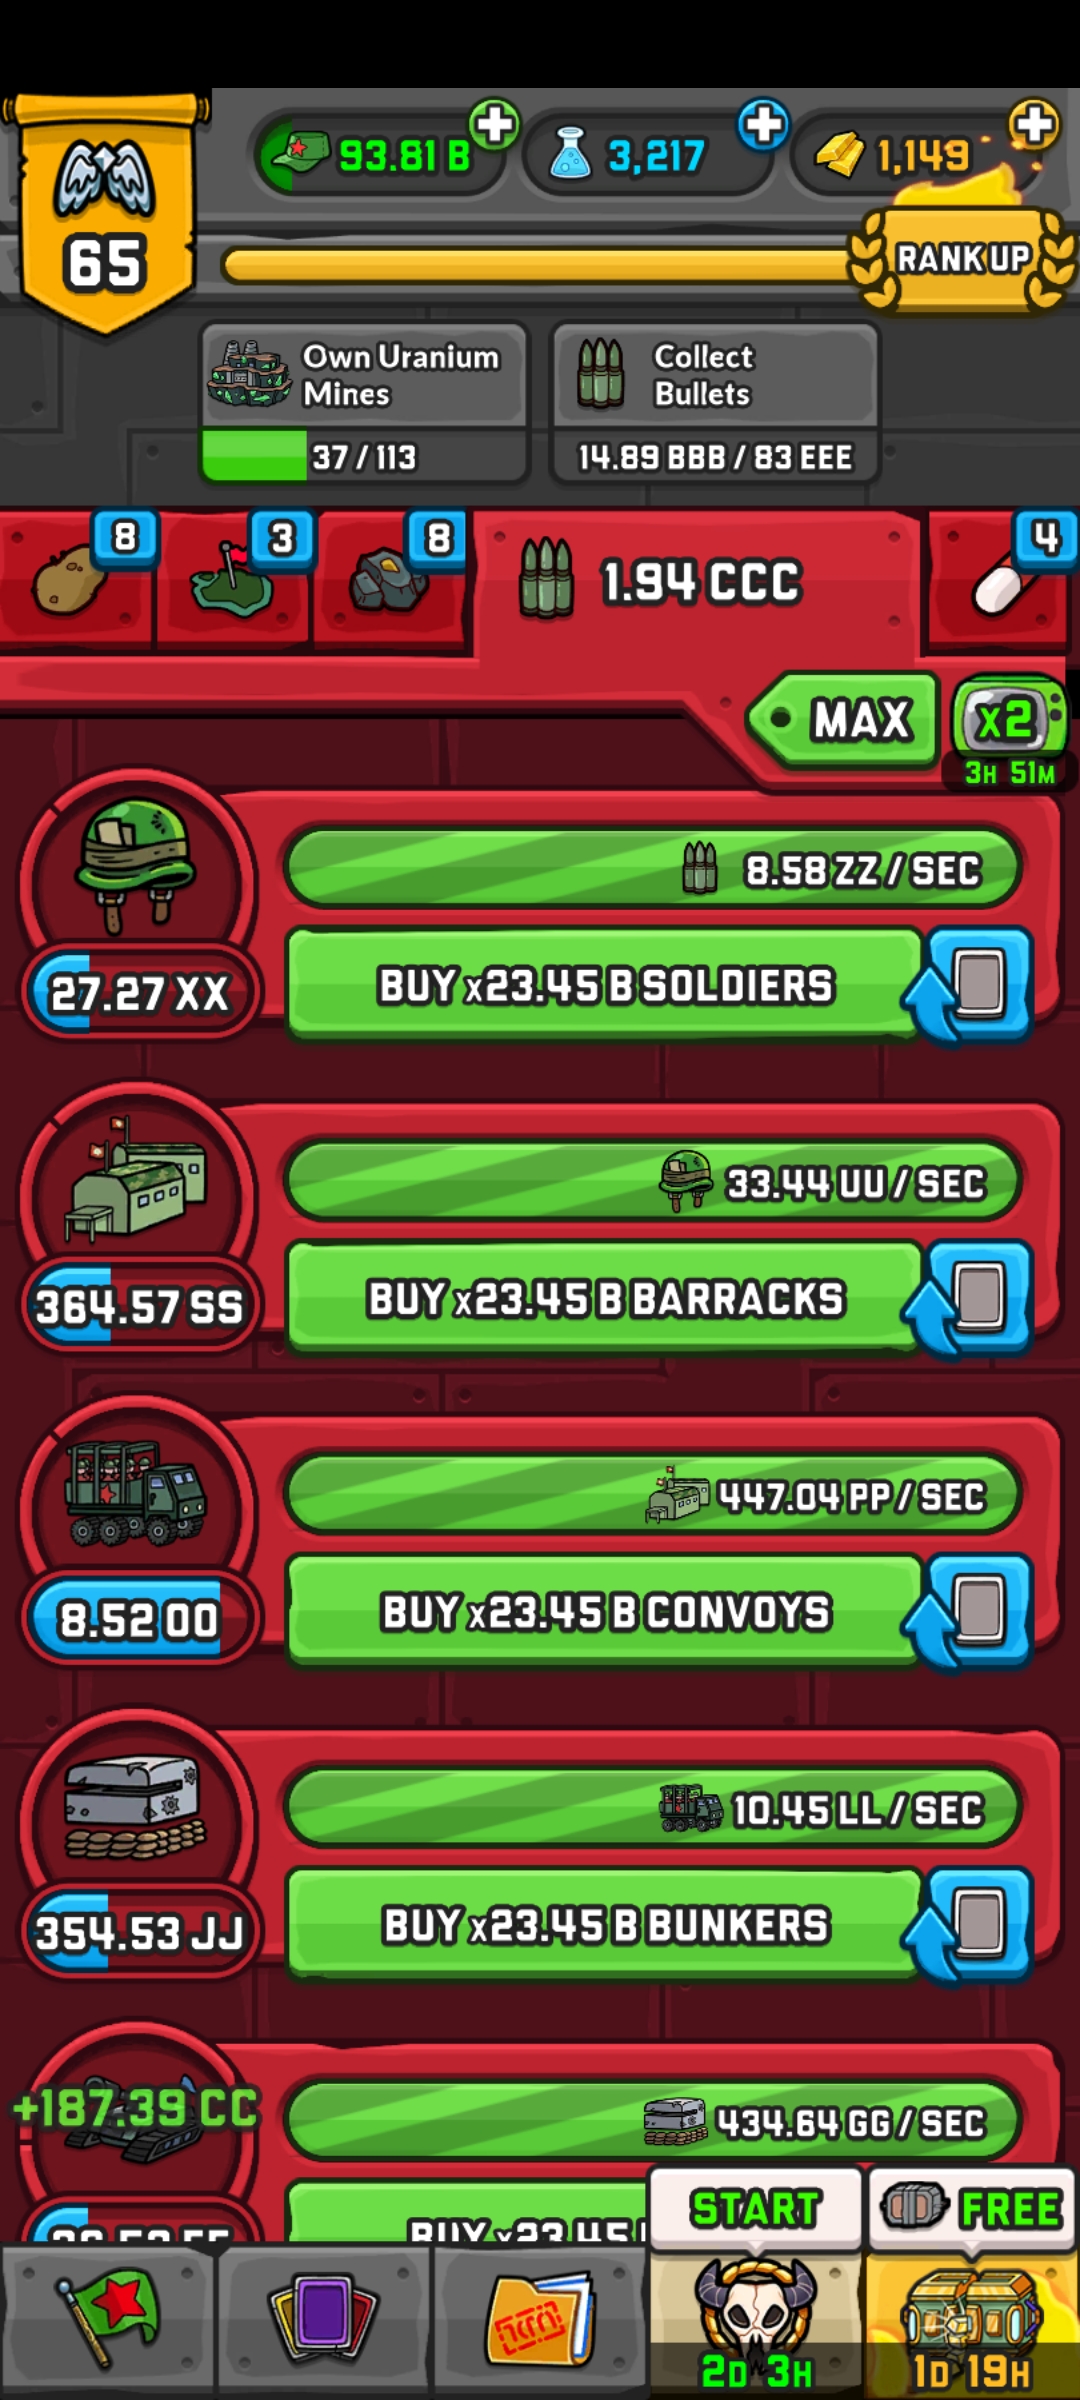 93.81 B
3,217
1,149
65
RANK UP
Own Uranium
Mines
37 / 113
Collect
Bullets
14.89 BBB / 83 EEE
8
3
8
1.94 CCC
4
MAX
x2
3H 51M
8.58 ZZ / SEC
27.27 XX
BUY x23.45 B SOLDIERS
33.44 UU / SEC
364.57 SS
BUY x23.45 B BARRACKS
447.04 PP / SEC
8.52 OO
BUY x23.45 B CONVOYS
10.45 LL / SEC
354.53 JJ
BUY x23.45 B BUNKERS
+187.39 CC
434.64 GG / SEC
BUY x23.45
START
FREE
2D 3H
1D 19H